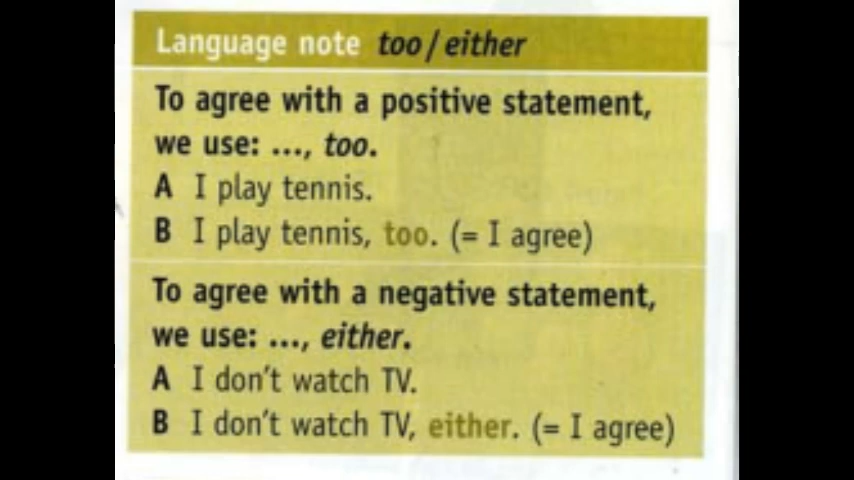 Language note too / either
To agree with a positive statement,
we use: ..., too.
A I play tennis.
B I play tennis, too. (= I agree)
To agree with a negative statement,
we use: ..., either.
A I don't watch TV.
B I don't watch TV, either. (= I agree)